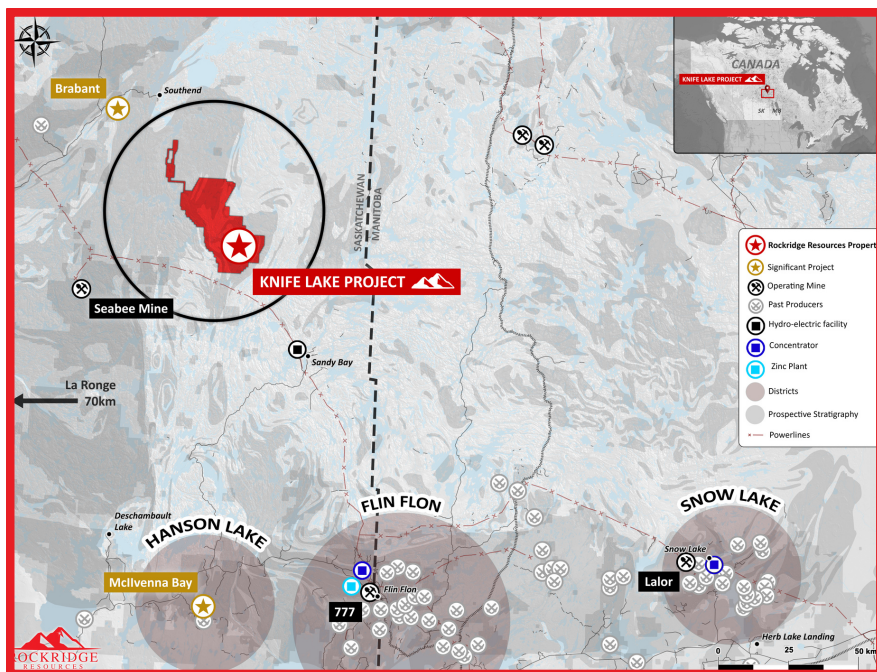 Brabant
Southend
CANADA
KNIFE LAKE PROJECT
SK
MB
SASKATCHEWAN
MANITOBA
KNIFE LAKE PROJECT
Seabee Mine
Sandy Bay
La Ronge
70km
Rockridge Resources Propert
Significant Project
Operating Mine
Past Producers
Hydro-electric facility
Concentrator
Zinc Plant
Districts
Prospective Stratigraphy
Powerlines
Deschambault
Lake
HANSON LAKE
FLIN FLON
SNOW LAKE
McIlvenna Bay
777
Flin Flon
Snow Lake
Lalor
Herb Lake Landing
0 25 50 km
ROCKRIDGE
RESOURCES